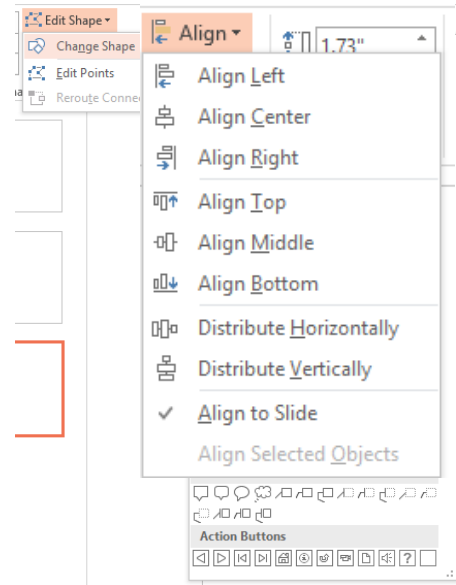 Edit Shape
Change Shape
Edit Points
Reroute Conne
Align
1.73"
Align Left
Align Center
Align Right
Align Top
Align Middle
Align Bottom
Distribute Horizontally
Distribute Vertically
Align to Slide
Align Selected Objects
Action Buttons
?